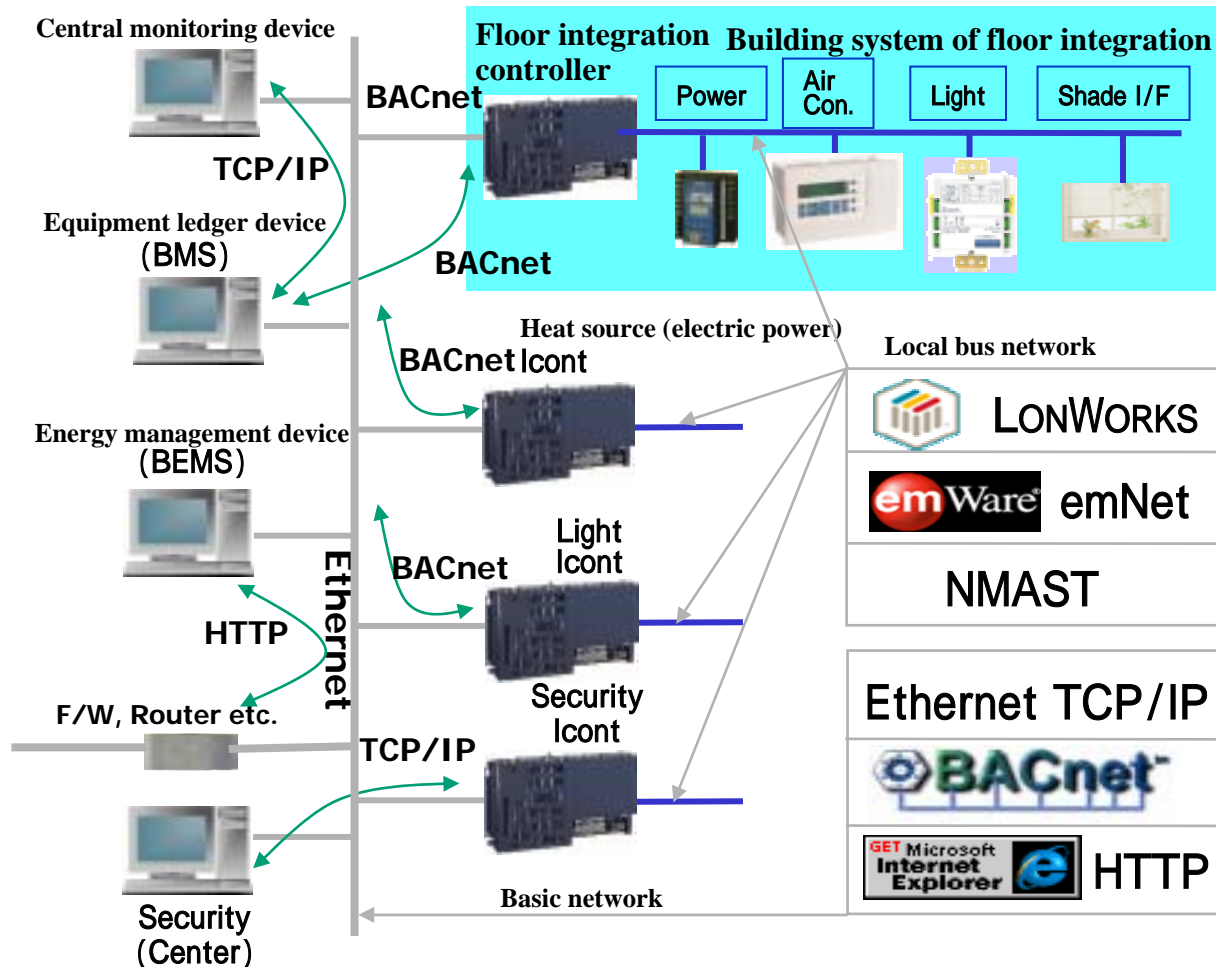 Central monitoring device
Floor integration
controller
Building system of floor integration
BACnet
Power
Air
Con.
Light
Shade I/F
TCP/IP
Equipment ledger device
(BMS)
BACnet
Heat source (electric power)
Local bus network
BACnet
Icont
LONWORKS
Energy management device
(BEMS)
emWare®
emNet
Light
Icont
BACnet
Ethernet
NMAST
HTTP
Security
Icont
Ethernet TCP/IP
F/W, Router etc.
TCP/IP
BACnet™
GET Microsoft
Internet
Explorer
HTTP
Basic network
Security
(Center)